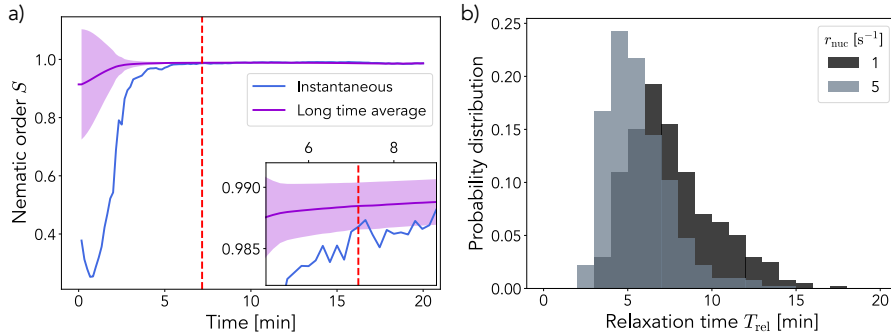 a)
Nematic order S
1.0
0.8
0.6
0.4
0
5
10
15
20
Time [min]
Instantaneous
Long time average
6
8
0.990
0.985
b)
Probability distribution
0.25
0.20
0.15
0.10
0.05
0.00
0
5
10
15
20
Relaxation time T_rel [min]
r_nuc [s⁻¹]
1
5